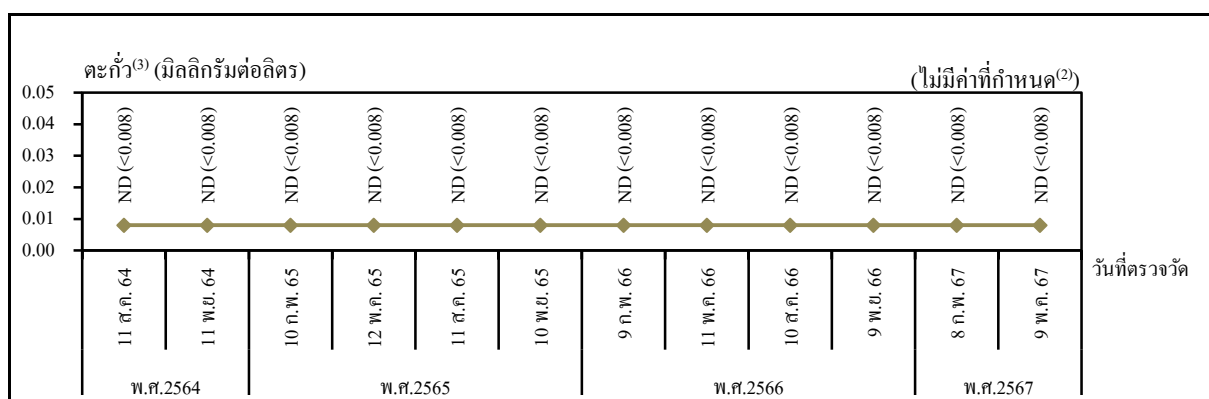 ตะกั่ว⁽³⁾ (มิลลิกรัมต่อลิตร)
(ไม่มีค่าที่กำหนด⁽²⁾)
0.05
0.04
0.03
0.02
0.01
0.00
ND (<0.008)
ND (<0.008)
ND (<0.008)
ND (<0.008)
ND (<0.008)
ND (<0.008)
ND (<0.008)
ND (<0.008)
ND (<0.008)
ND (<0.008)
ND (<0.008)
ND (<0.008)
11 ส.ค. 64
11 พ.ย. 64
10 ก.พ. 65
12 พ.ค. 65
11 ส.ค. 65
10 พ.ย. 65
9 ก.พ. 66
11 พ.ค. 66
10 ส.ค. 66
9 พ.ย. 66
8 ก.พ. 67
9 พ.ค. 67
วันที่ตรวจวัด
พ.ศ.2564
พ.ศ.2565
พ.ศ.2566
พ.ศ.2567